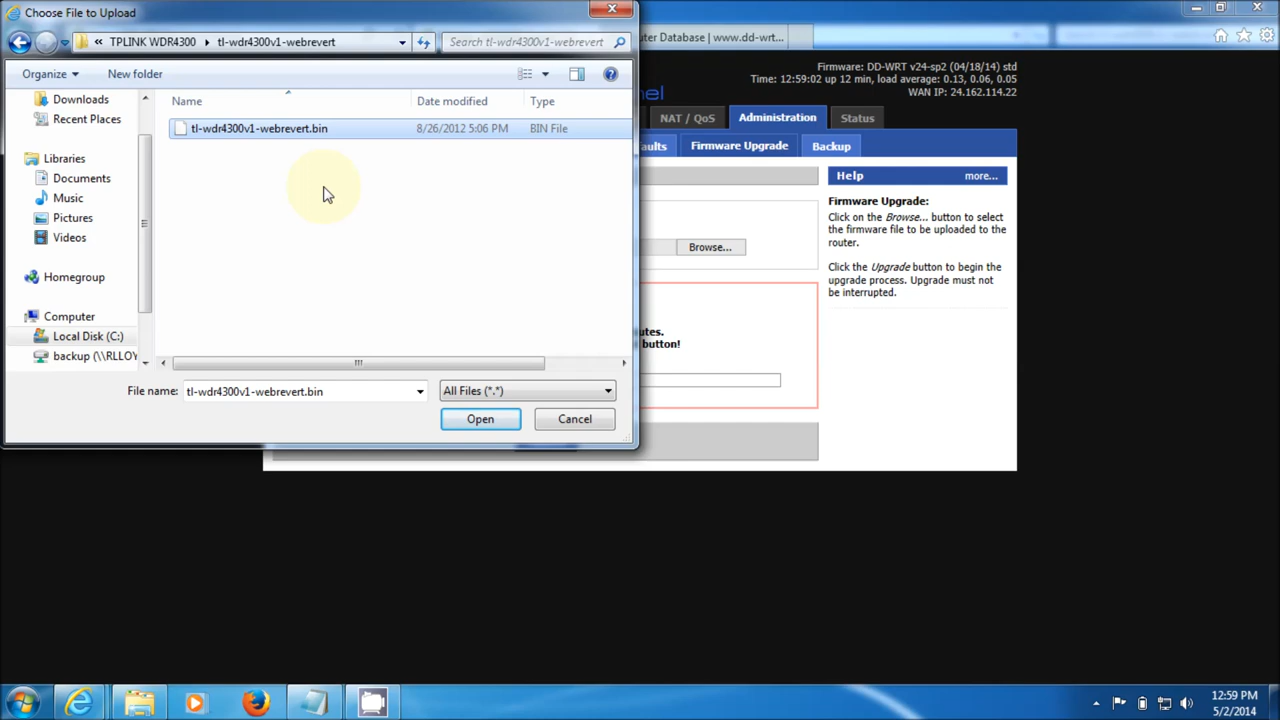 Choose File to Upload
« TPLINK WDR4300 ▸ tl-wdr4300v1-webrevert
Search tl-wdr4300v1-webrevert
Organize
New folder
Name
Date modified
Type
tl-wdr4300v1-webrevert.bin
8/26/2012 5:06 PM
BIN File
Downloads
Recent Places
Libraries
Documents
Music
Pictures
Videos
Homegroup
Computer
Local Disk (C:)
backup (\\RLLOY
File name:
tl-wdr4300v1-webrevert.bin
All Files (*.*)
Open
Cancel
uter Database | www.dd-wrt...
Firmware: DD-WRT v24-sp2 (04/18/14) std
Time: 12:59:02 up 12 min, load average: 0.13, 0.06, 0.05
WAN IP: 24.162.114.22
nel
NAT / QoS
Administration
Status
aults
Firmware Upgrade
Backup
Help
more...
Browse...
Firmware Upgrade:
Click on the Browse... button to select
the firmware file to be uploaded to the
router.
Click the Upgrade button to begin the
upgrade process. Upgrade must not
be interrupted.
utes.
button!
12:59 PM
5/2/2014